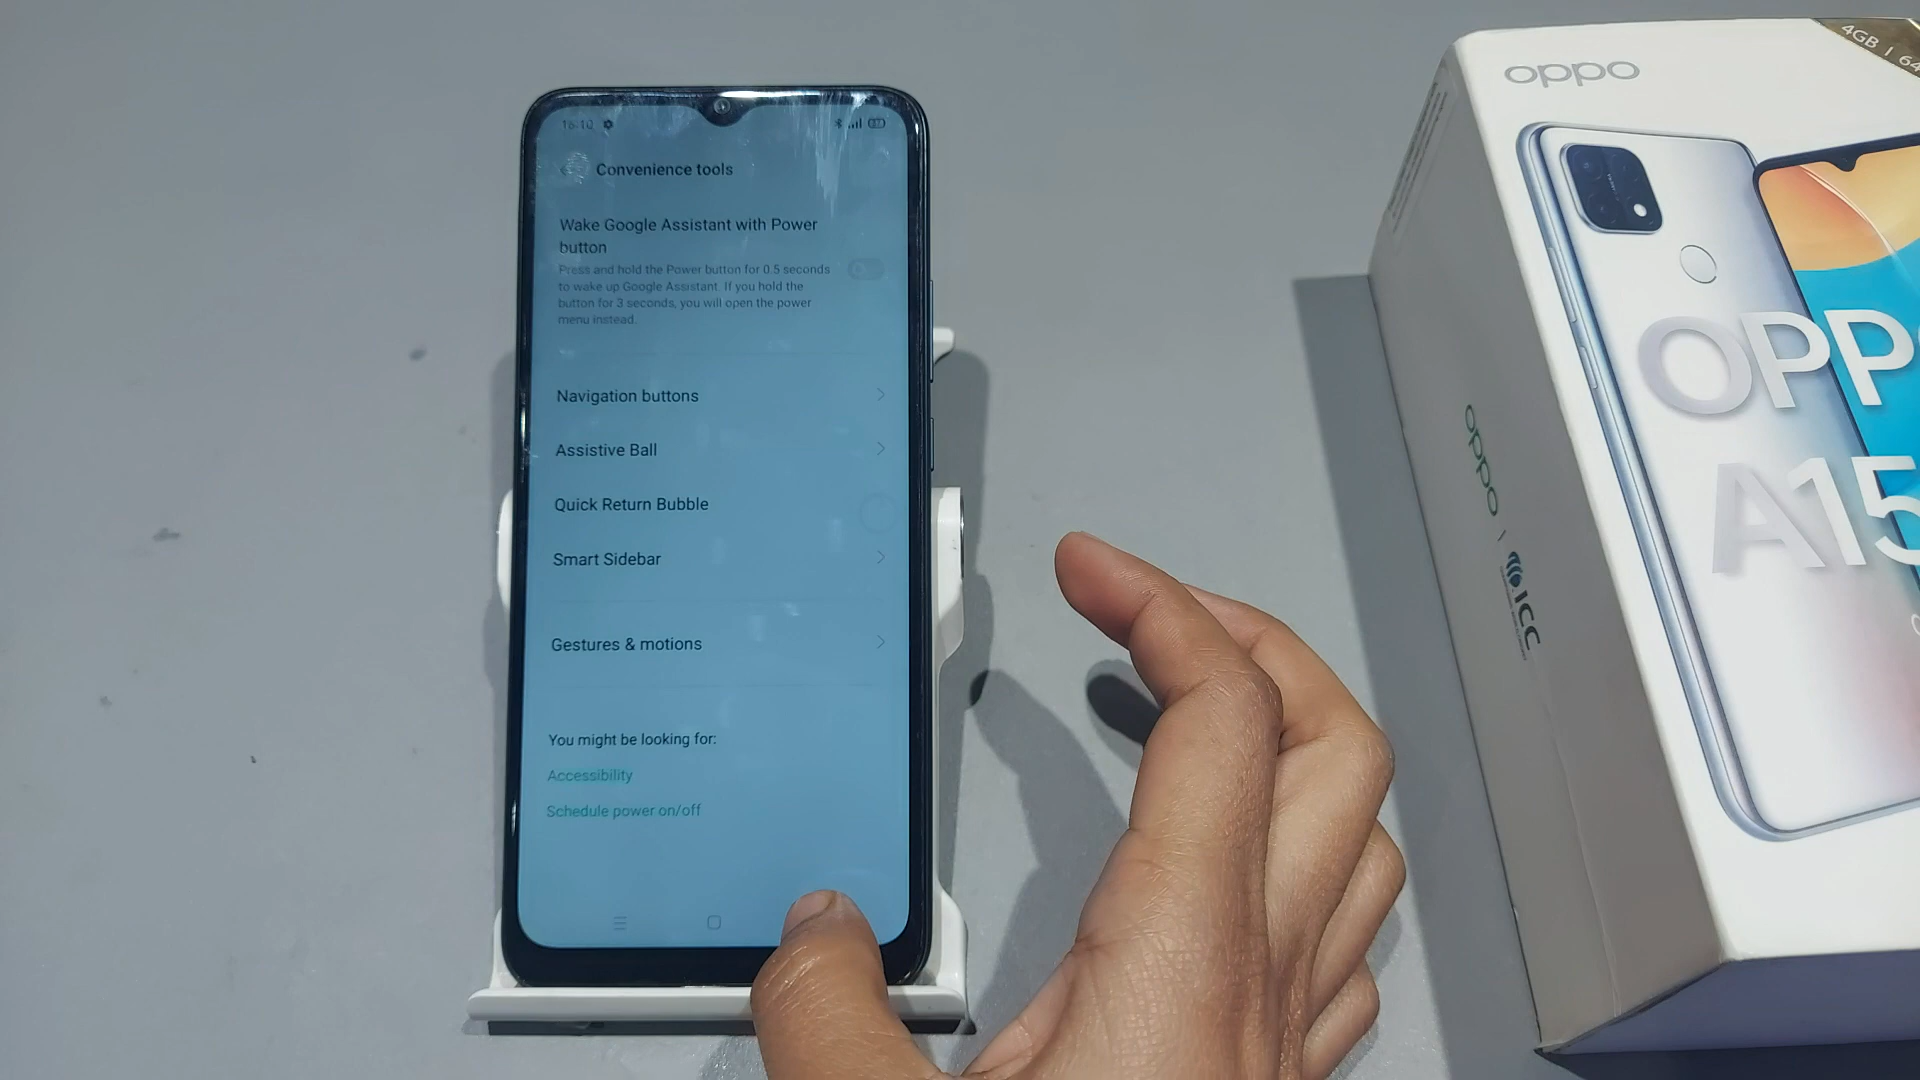 16:10
Convenience tools
Wake Google Assistant with Power
button
Press and hold the Power button for 0.5 seconds
to wake up Google Assistant. If you hold the
button for 3 seconds, you will open the power
menu instead.
Navigation buttons
Assistive Ball
Quick Return Bubble
Smart Sidebar
Gestures & motions
You might be looking for:
Accessibility
Schedule power on/off
oppo
4GB | 64
OPPO
A15
oppo | ICC